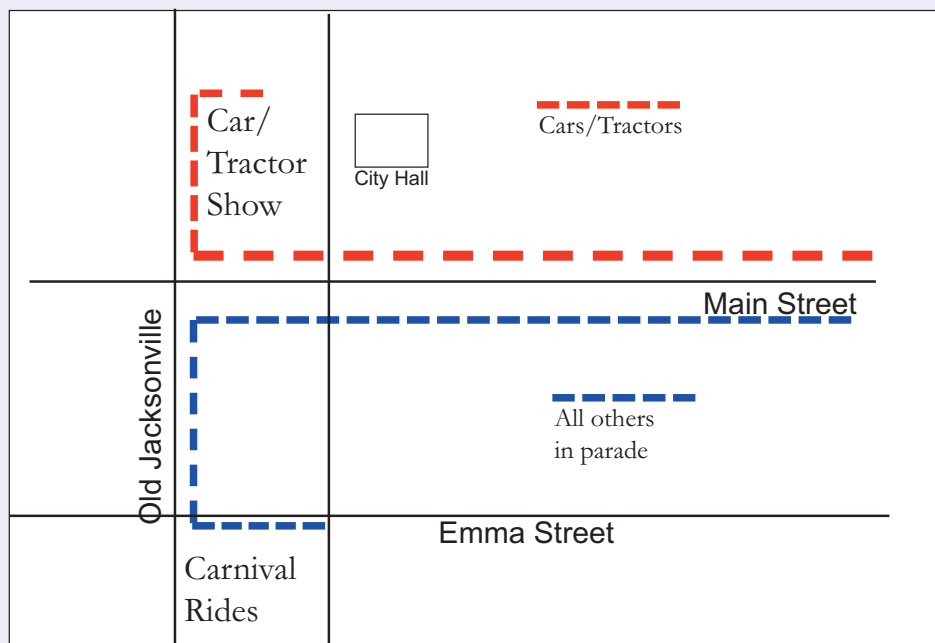 Car/
Tractor
Show
City Hall
Cars/Tractors
Main Street
Old Jacksonville
All others
in parade
Emma Street
Carnival
Rides